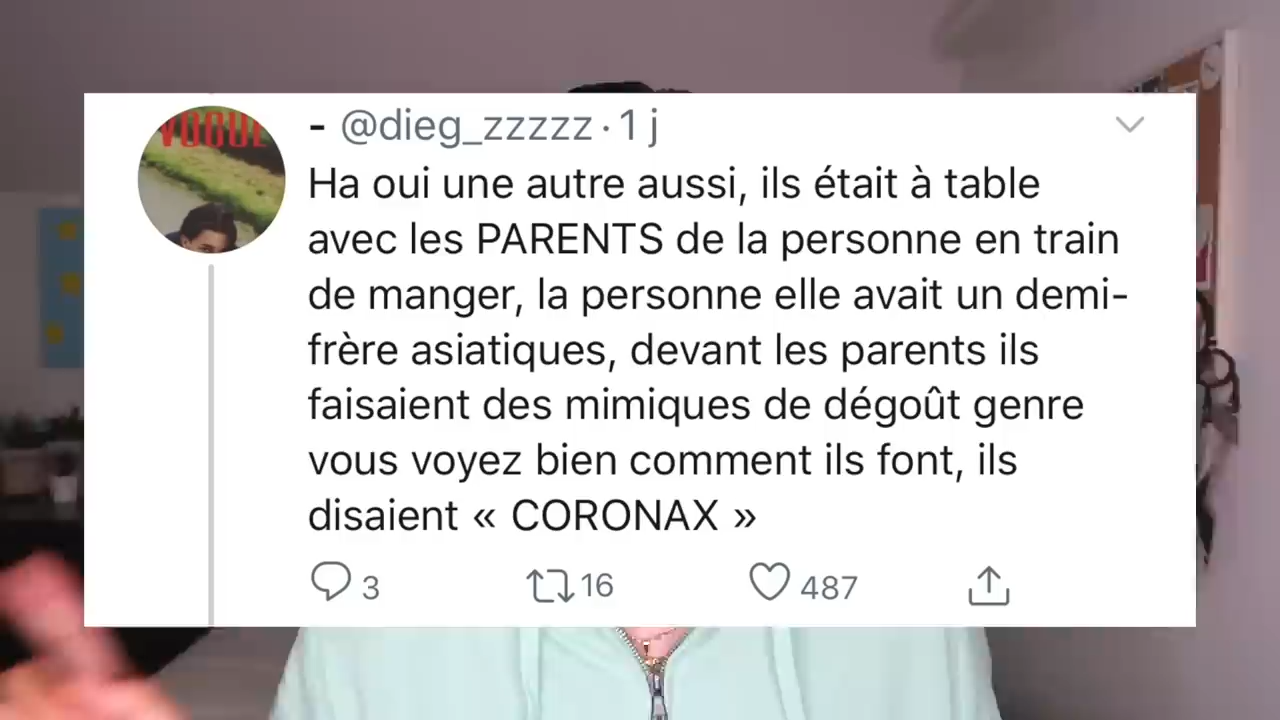 VOGUE
- @dieg_zzzzz · 1 j
Ha oui une autre aussi, ils était à table
avec les PARENTS de la personne en train
de manger, la personne elle avait un demi-
frère asiatiques, devant les parents ils
faisaient des mimiques de dégoût genre
vous voyez bien comment ils font, ils
disaient « CORONAX »
3 16 487